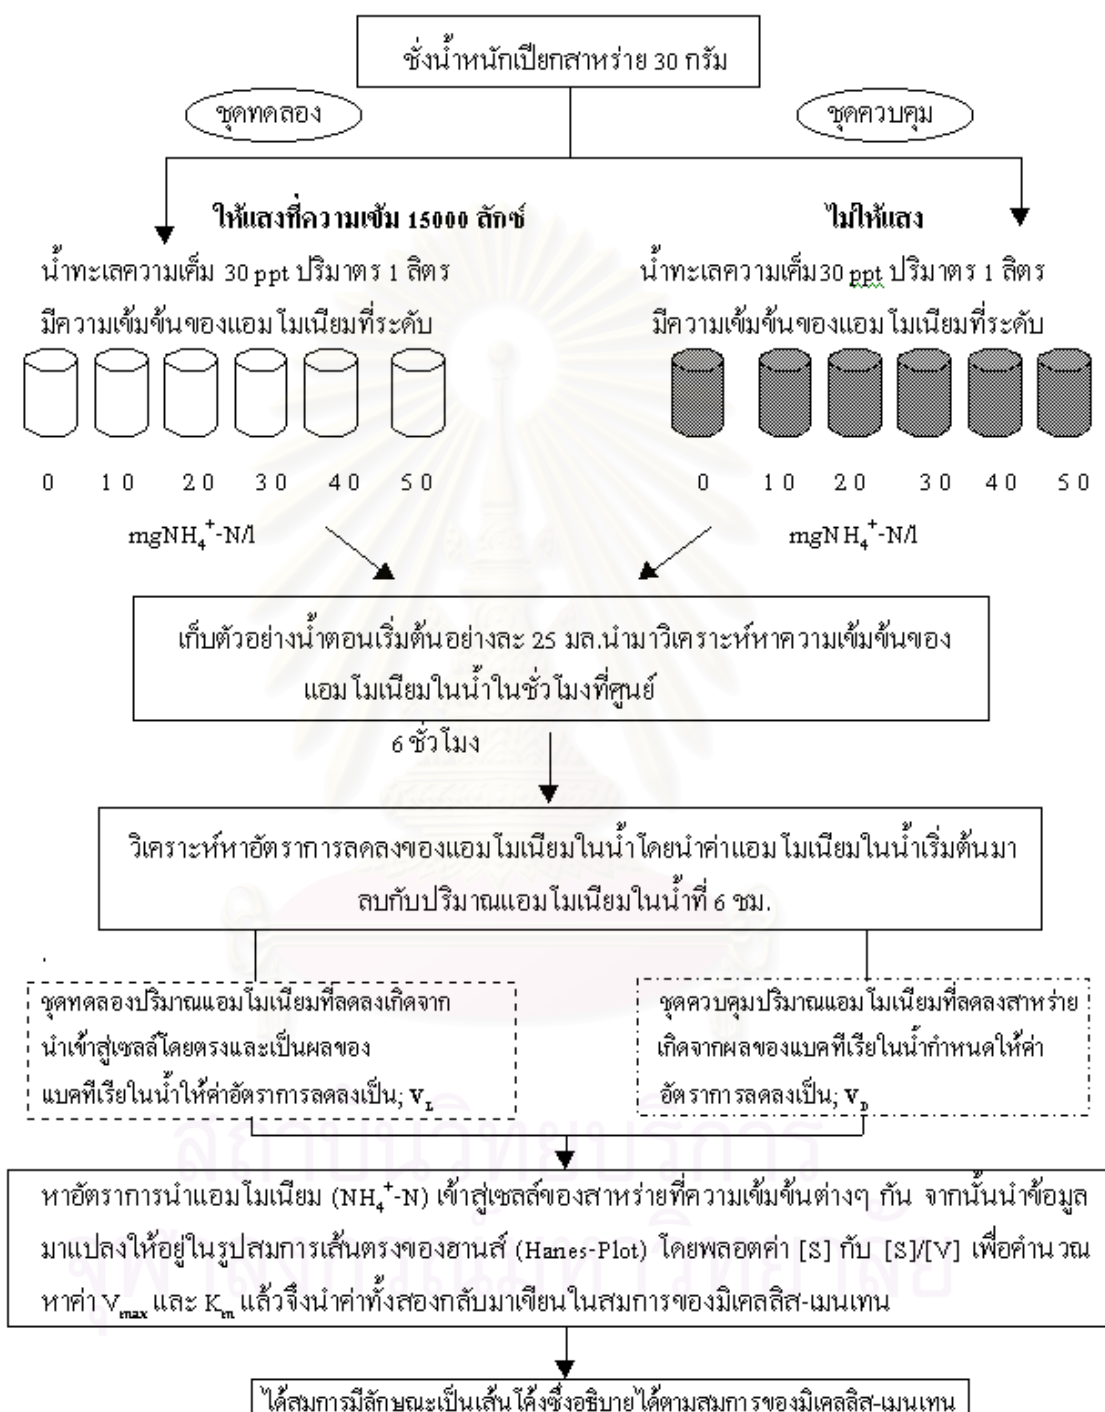 ชั่งน้ำหนักเปียกสาหร่าย 30 กรัม
ชุดทดลอง
ชุดควบคุม
ให้แสงที่ความเข้ม 15000 ลักซ์
น้ำทะเลความเค็ม 30 ppt ปริมาตร 1 ลิตร
มีความเข้มข้นของแอมโมเนียมที่ระดับ
0 10 20 30 40 50
mgNH₄⁺-N/l
ไม่ให้แสง
น้ำทะเลความเค็ม30 ppt ปริมาตร 1 ลิตร
มีความเข้มข้นของแอมโมเนียมที่ระดับ
0 10 20 30 40 50
mgNH₄⁺-N/l
เก็บตัวอย่างน้ำตอนเริ่มต้นอย่างละ 25 มล.นำมาวิเคราะห์หาความเข้มข้นของ
แอมโมเนียมในน้ำในชั่วโมงที่ศูนย์
6 ชั่วโมง
วิเคราะห์หาอัตราการลดลงของแอมโมเนียมในน้ำโดยนำค่าแอมโมเนียมในน้ำเริ่มต้นมา
ลบกับปริมาณแอมโมเนียมในน้ำที่ 6 ชม.
ชุดทดลองปริมาณแอมโมเนียมที่ลดลงเกิดจาก
นำเข้าสู่เซลล์โดยตรงและเป็นผลของ
แบคทีเรียในน้ำให้ค่าอัตราการลดลงเป็น; V_L
ชุดควบคุมปริมาณแอมโมเนียมที่ลดลงสาหร่าย
เกิดจากผลของแบคทีเรียในน้ำกำหนดให้ค่า
อัตราการลดลงเป็น; V_D
หาอัตราการนำแอมโมเนียม (NH₄⁺-N) เข้าสู่เซลล์ของสาหร่ายที่ความเข้มข้นต่างๆ กัน จากนั้นนำข้อมูล
มาแปลงให้อยู่ในรูปสมการเส้นตรงของฮานส์ (Hanes-Plot) โดยพลอตค่า [S] กับ [S]/[V] เพื่อคำนวณ
หาค่า V_max และ K_m แล้วจึงนำค่าทั้งสองกลับมาเขียนในสมการของมิเคลลิส-เมนเทน
ได้สมการมีลักษณะเป็นเส้นโค้งซึ่งอธิบายได้ตามสมการของมิเคลลิส-เมนเทน
สถาบันวิทยบริการ
จุฬาลงกรณ์มหาวิทยาลัย